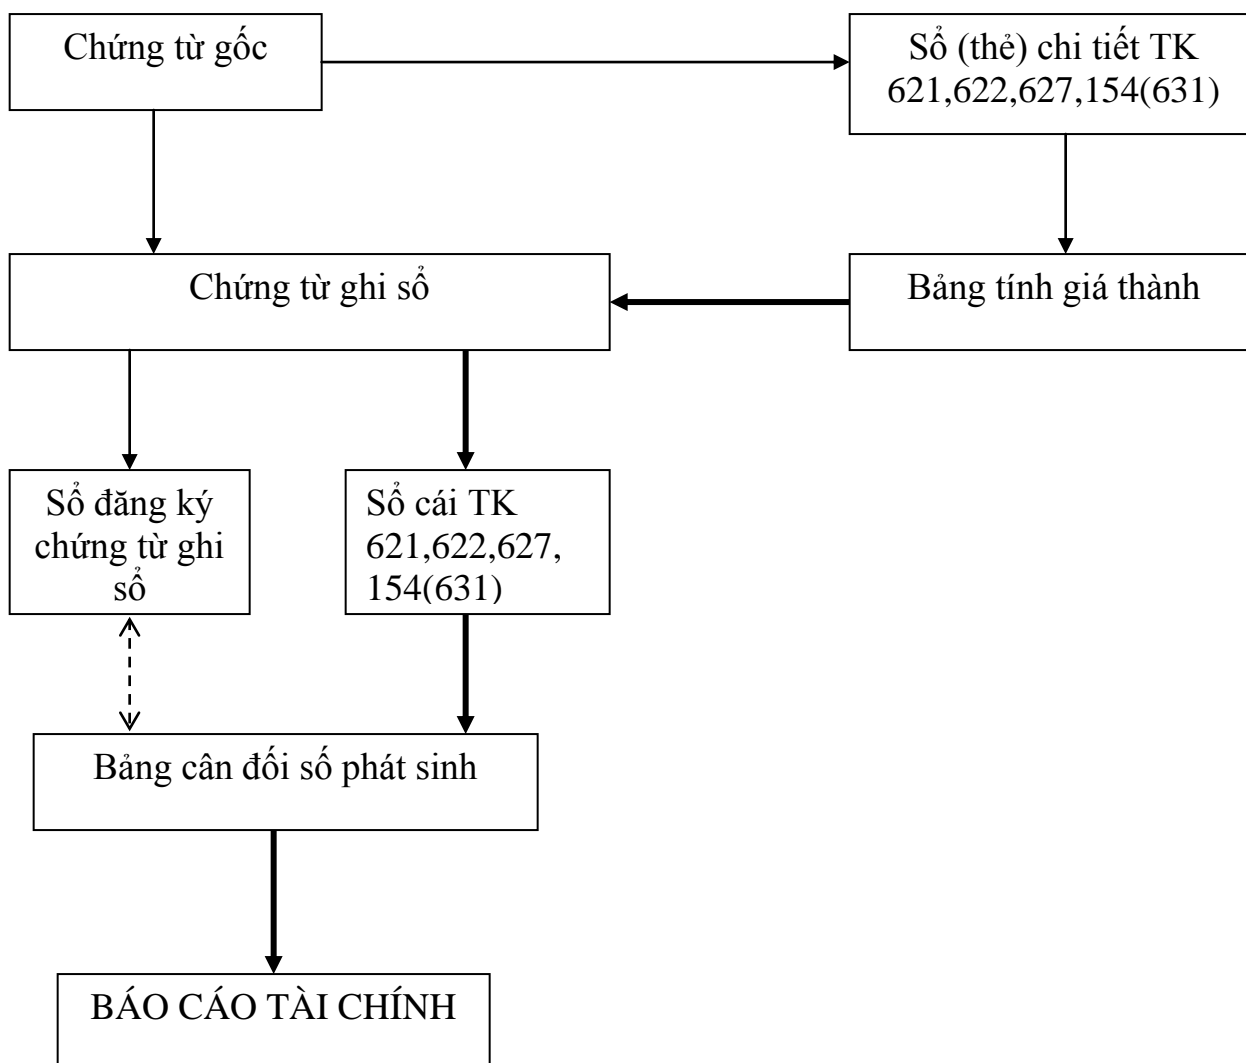 Chứng từ gốc
Sổ (thẻ) chi tiết TK
621,622,627,154(631)
Chứng từ ghi sổ
Bảng tính giá thành
Sổ đăng ký
chứng từ ghi
sổ
Sổ cái TK
621,622,627,
154(631)
Bảng cân đối số phát sinh
BÁO CÁO TÀI CHÍNH